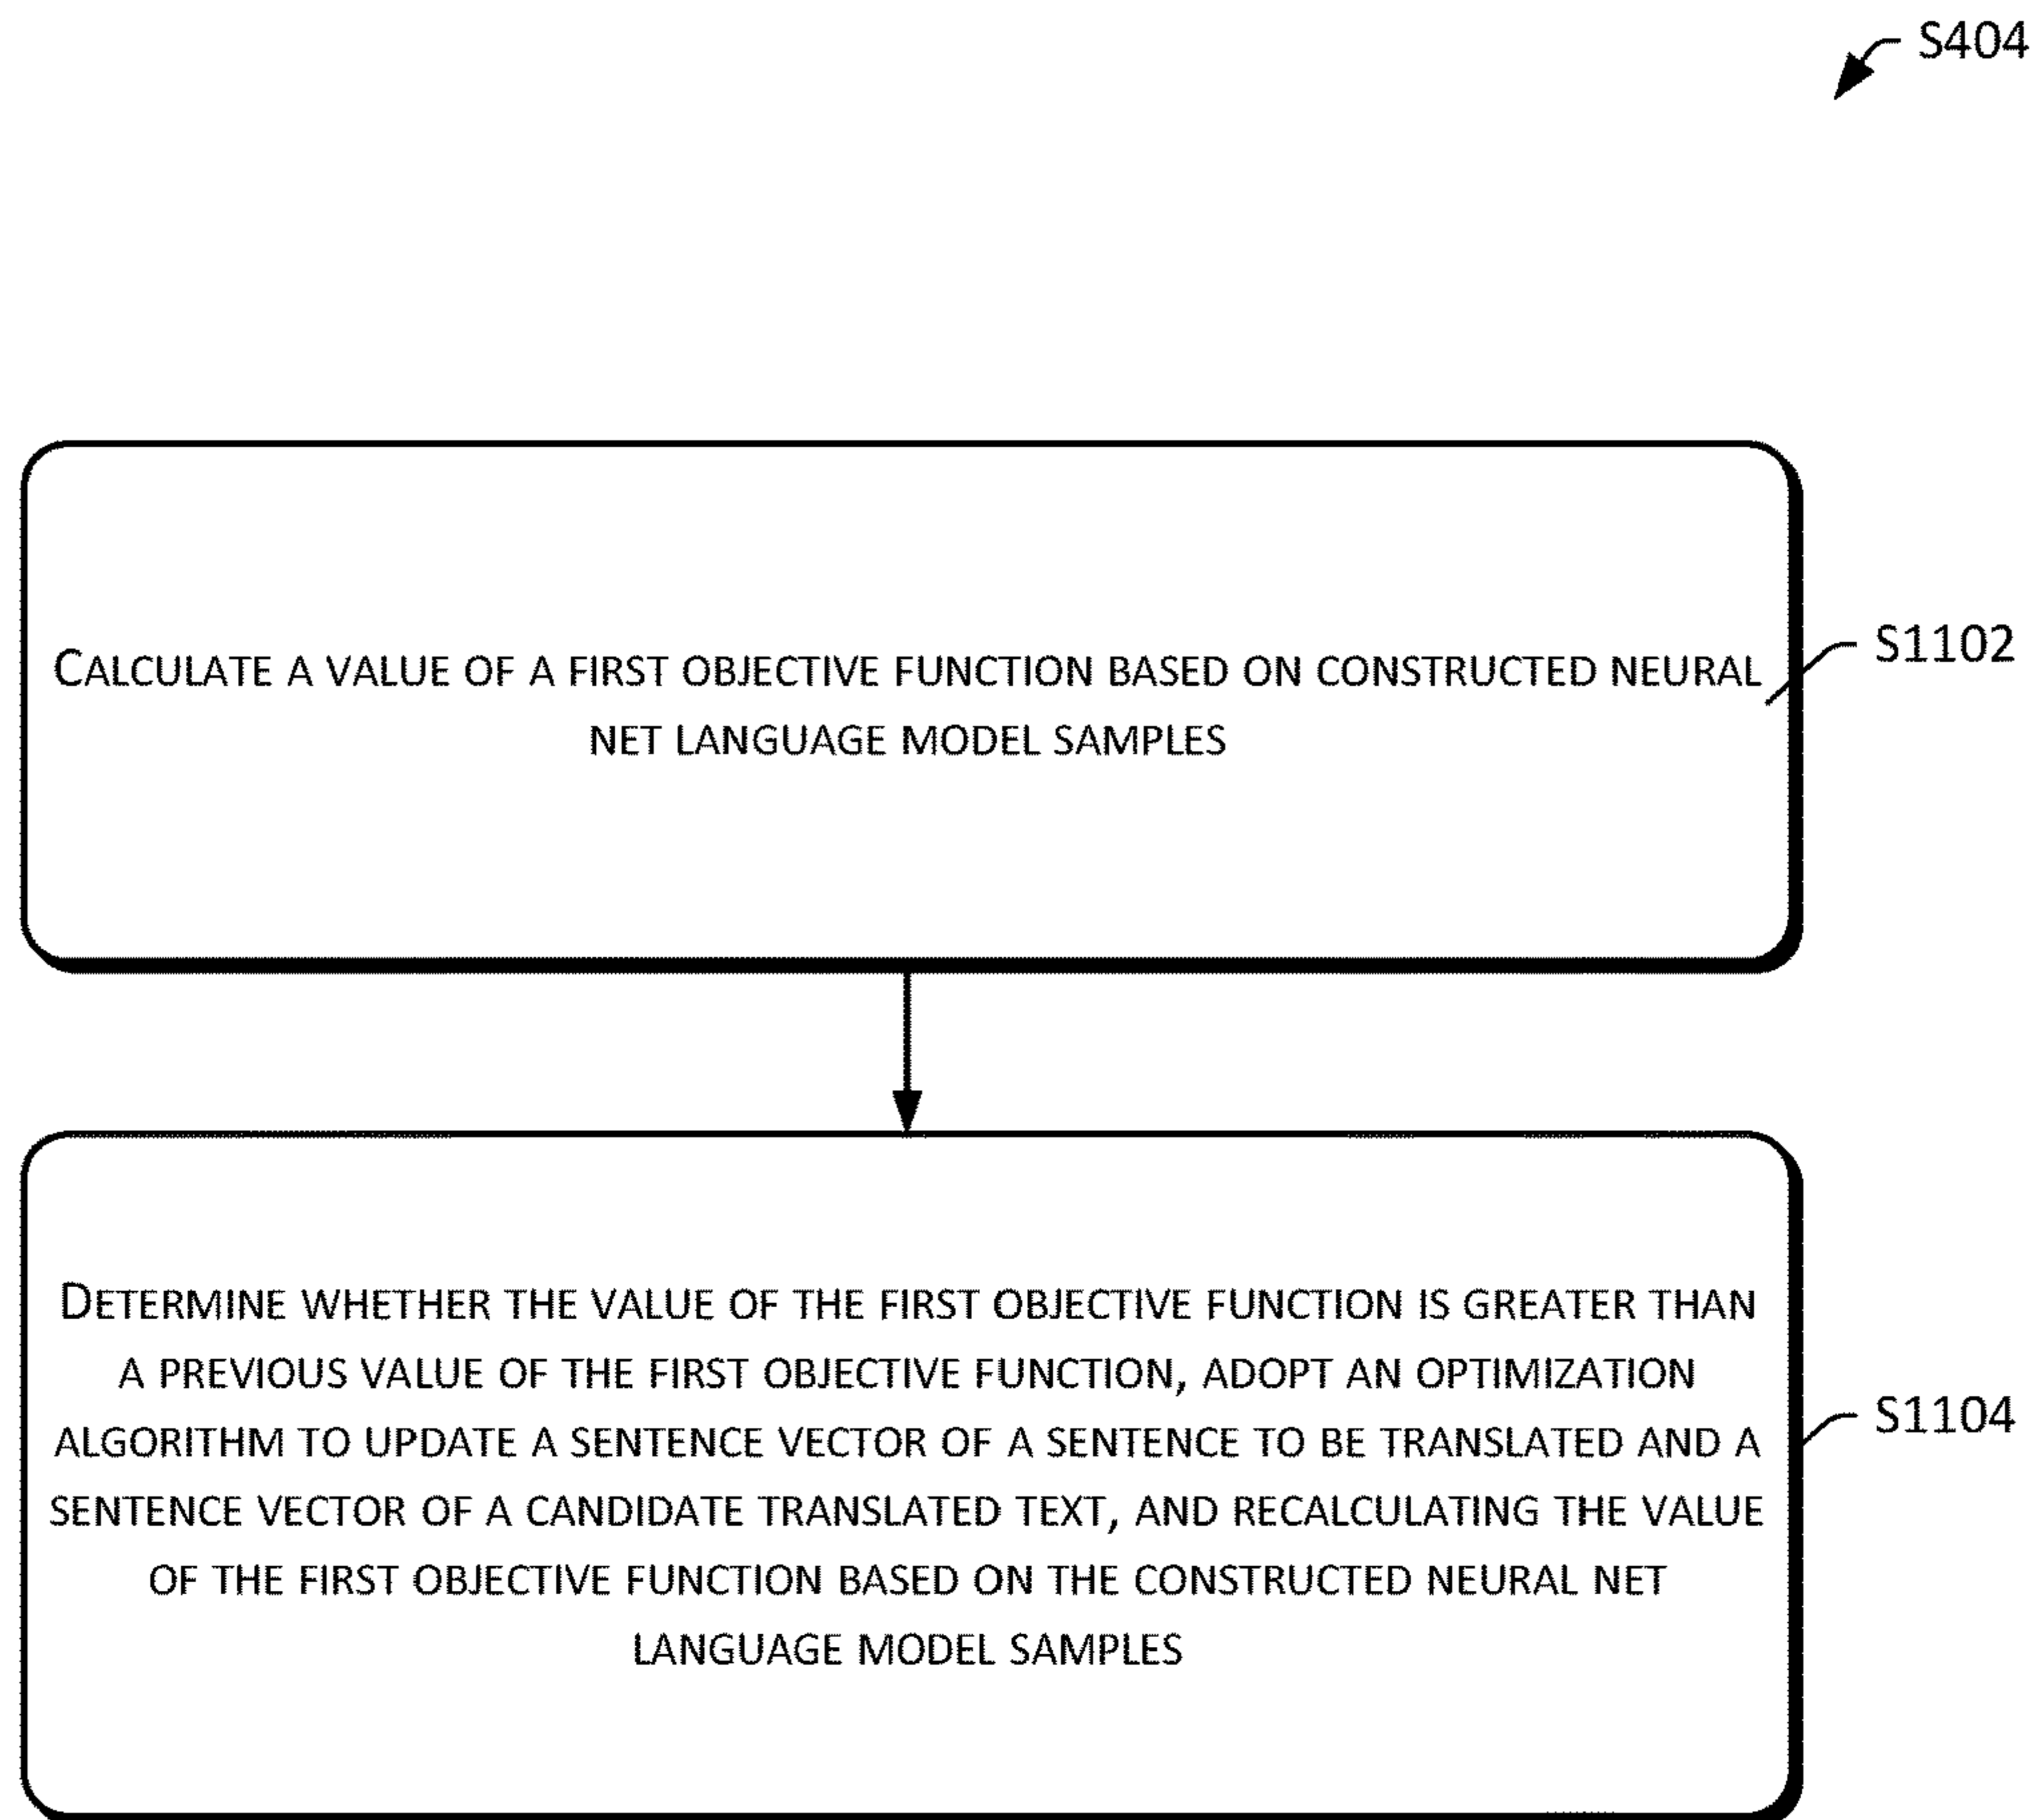 S404
CALCULATE A VALUE OF A FIRST OBJECTIVE FUNCTION BASED ON CONSTRUCTED NEURAL
NET LANGUAGE MODEL SAMPLES
S1102
DETERMINE WHETHER THE VALUE OF THE FIRST OBJECTIVE FUNCTION IS GREATER THAN
A PREVIOUS VALUE OF THE FIRST OBJECTIVE FUNCTION, ADOPT AN OPTIMIZATION
ALGORITHM TO UPDATE A SENTENCE VECTOR OF A SENTENCE TO BE TRANSLATED AND A
SENTENCE VECTOR OF A CANDIDATE TRANSLATED TEXT, AND RECALCULATING THE VALUE
OF THE FIRST OBJECTIVE FUNCTION BASED ON THE CONSTRUCTED NEURAL NET
LANGUAGE MODEL SAMPLES
S1104